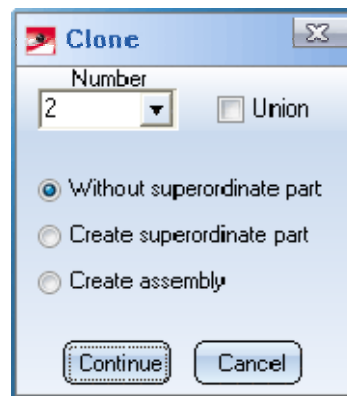 Clone
Number
2
Union
Without superordinate part
Create superordinate part
Create assembly
Continue Cancel